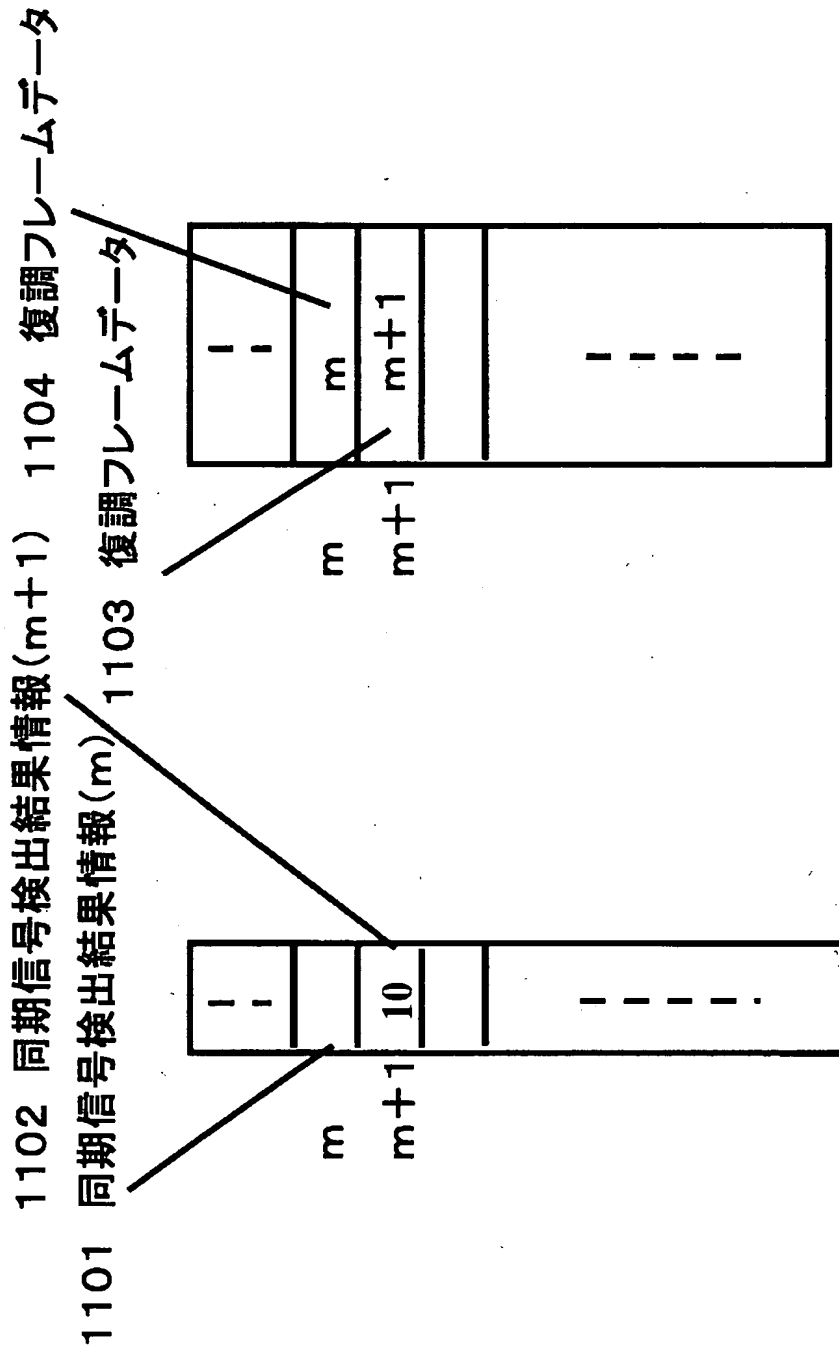 1102 同期信号検出結果情報(m+1)
1104 復調フレームデータ
1101 同期信号検出結果情報(m)
1103 復調フレームデータ
m
m+1
10
m
m+1
m
m+1